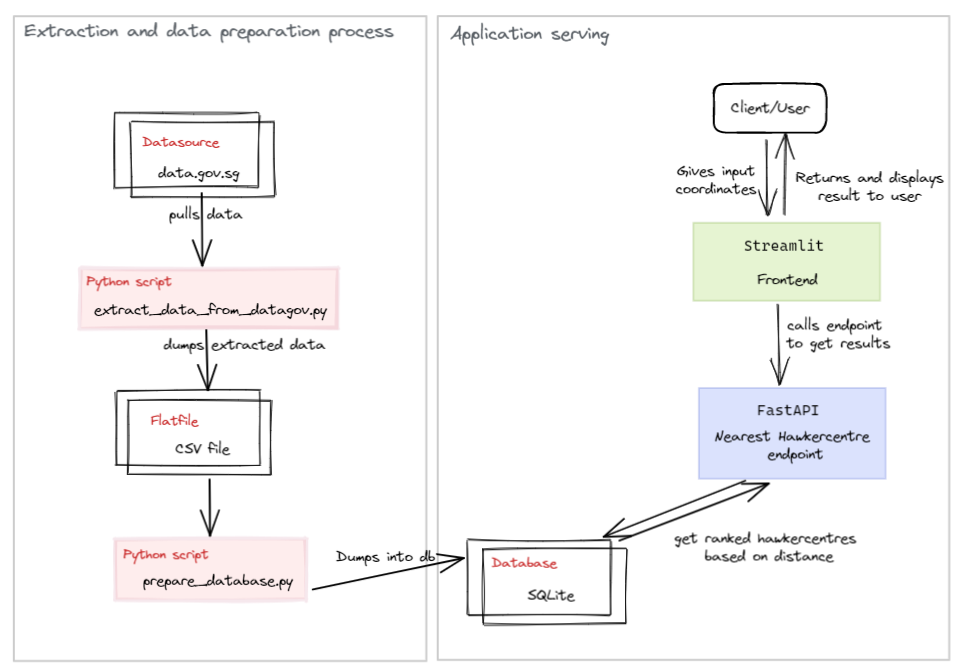 Extraction and data preparation process
Datasource
data.gov.sg
pulls data
Python script
extract_data_from_datagov.py
dumps extracted data
Flatfile
CSV file
Python script
prepare_database.py
Dumps into db
Application serving
Client/User
Gives input
coordinates
Returns and displays
result to user
Streamlit
Frontend
calls endpoint
to get results
FastAPI
Nearest Hawkercentre
endpoint
get ranked hawkercentres
based on distance
Database
SQLite